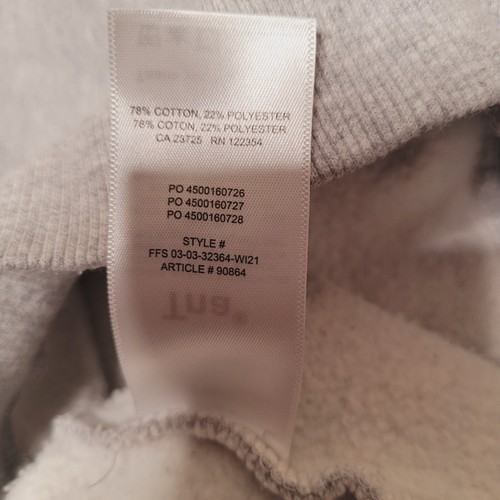 78% COTTON, 22% POLYESTER
78% COTON, 22% POLYESTER
CA 23725 RN 122354
PO 4500160726
PO 4500160727
PO 4500160728
STYLE #
FFS 03-03-32364-WI21
ARTICLE # 90864
Tna